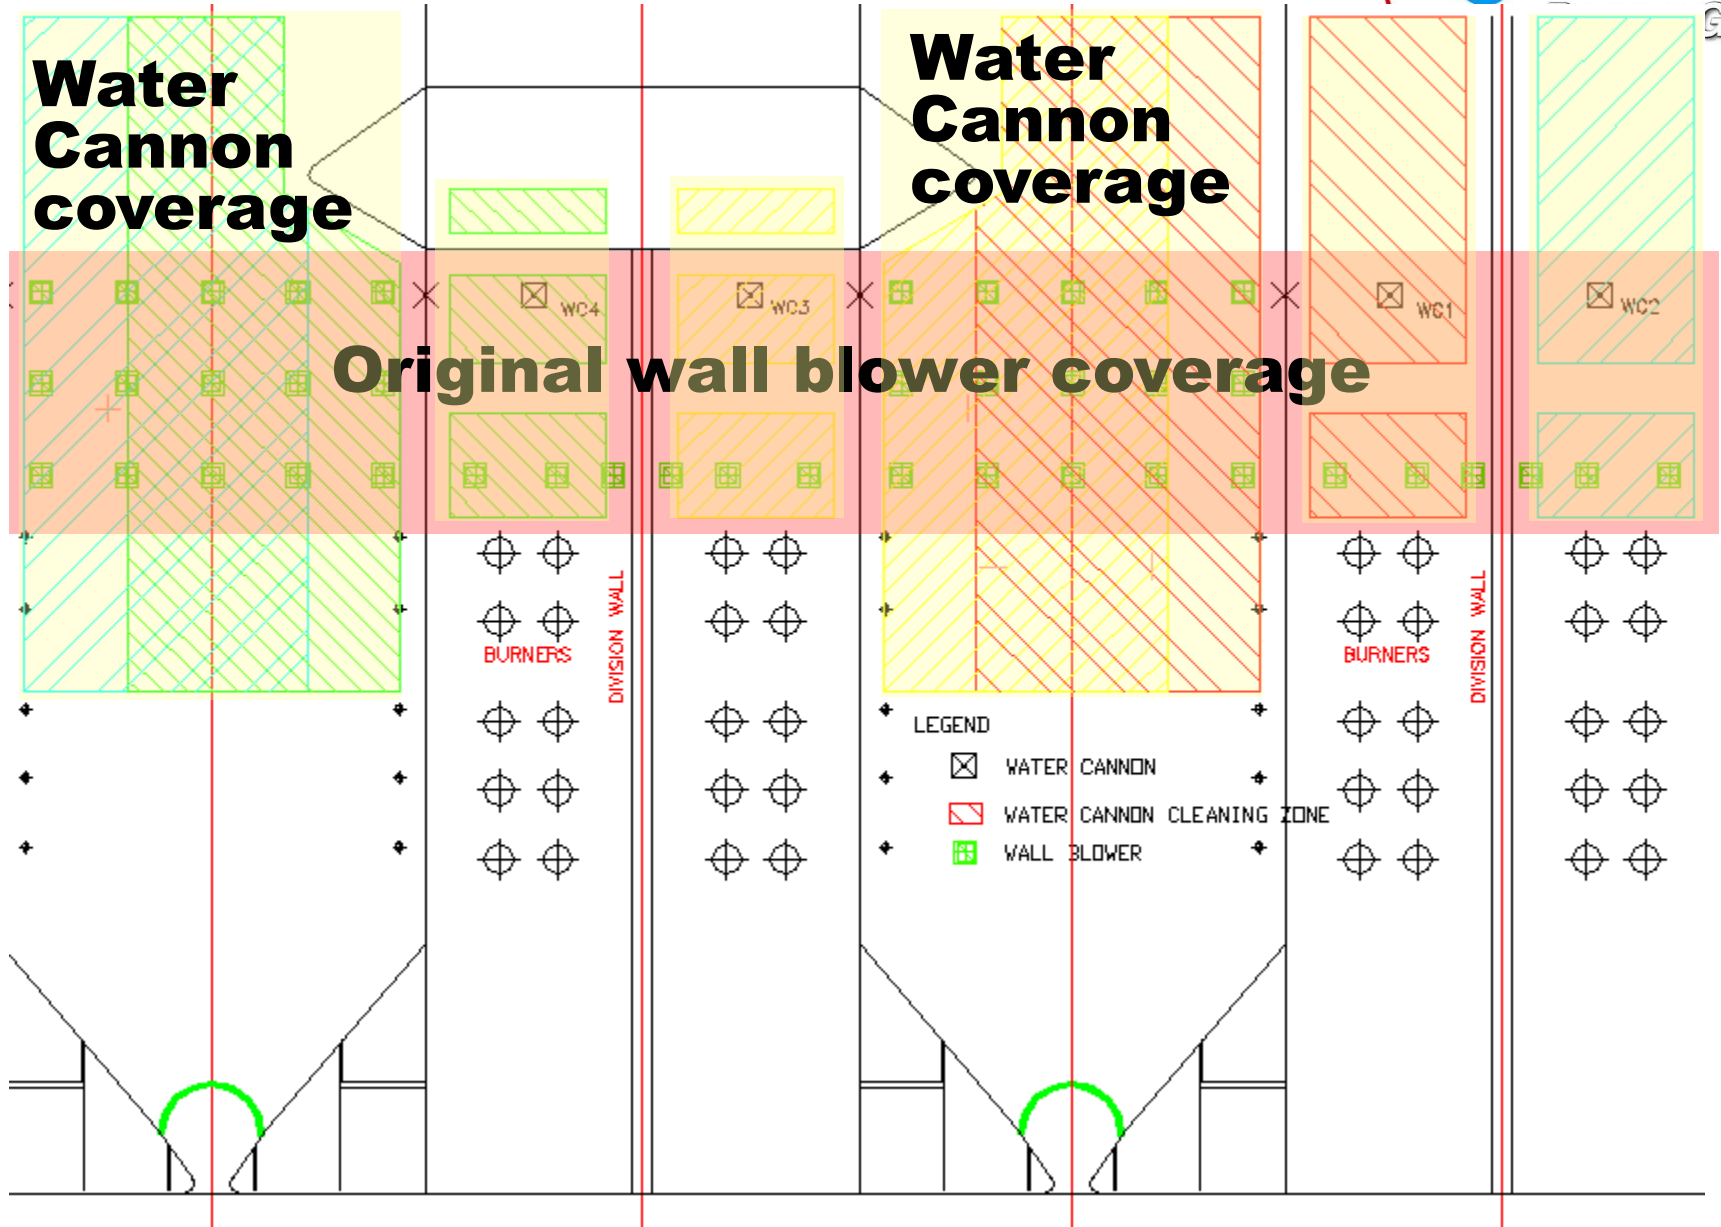 Water
Cannon
coverage
Water
Cannon
coverage
WC4
WC3
WC1
WC2
Original wall blower coverage
BURNERS
DIVISION WALL
BURNERS
DIVISION WALL
LEGEND
WATER CANNON
WATER CANNON CLEANING ZONE
WALL BLOWER